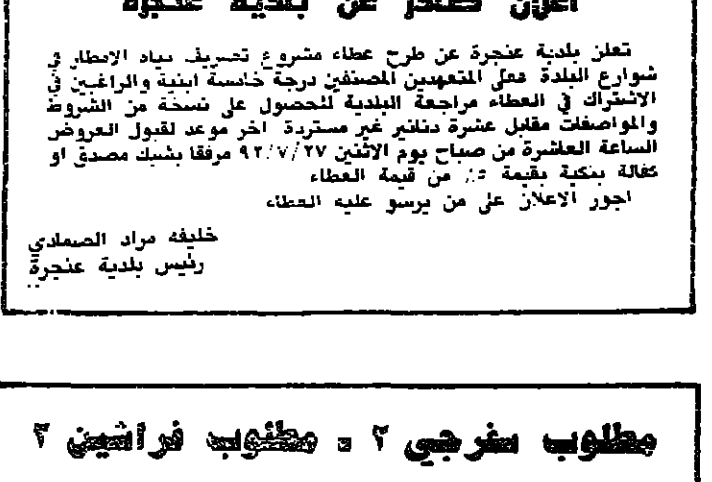 اعلان صادر عن بلدية عنجرة
تعلن بلدية عنجرة عن طرح عطاء مشروع تصريف مياه الامطار في
شوارع البلدة فعلى المتعهدين المصنفين درجة خامسة ابنية والراغبين في
الاشتراك في العطاء مراجعة البلدية للحصول على نسخة من الشروط
والمواصفات مقابل عشرة دنانير غير مستردة اخر موعد لقبول العروض
الساعة العاشرة من صباح يوم الاثنين ٩٢/٧/٢٧ مرفقا بشيك مصدق او
كفالة بنكية بقيمة ٥٪ من قيمة العطاء
اجور الاعلان على من يرسو عليه العطاء
خليفه مراد الصمادي
رئيس بلدية عنجرة
مطلوب سفرجي ٢ - مطلوب فراشين ٢